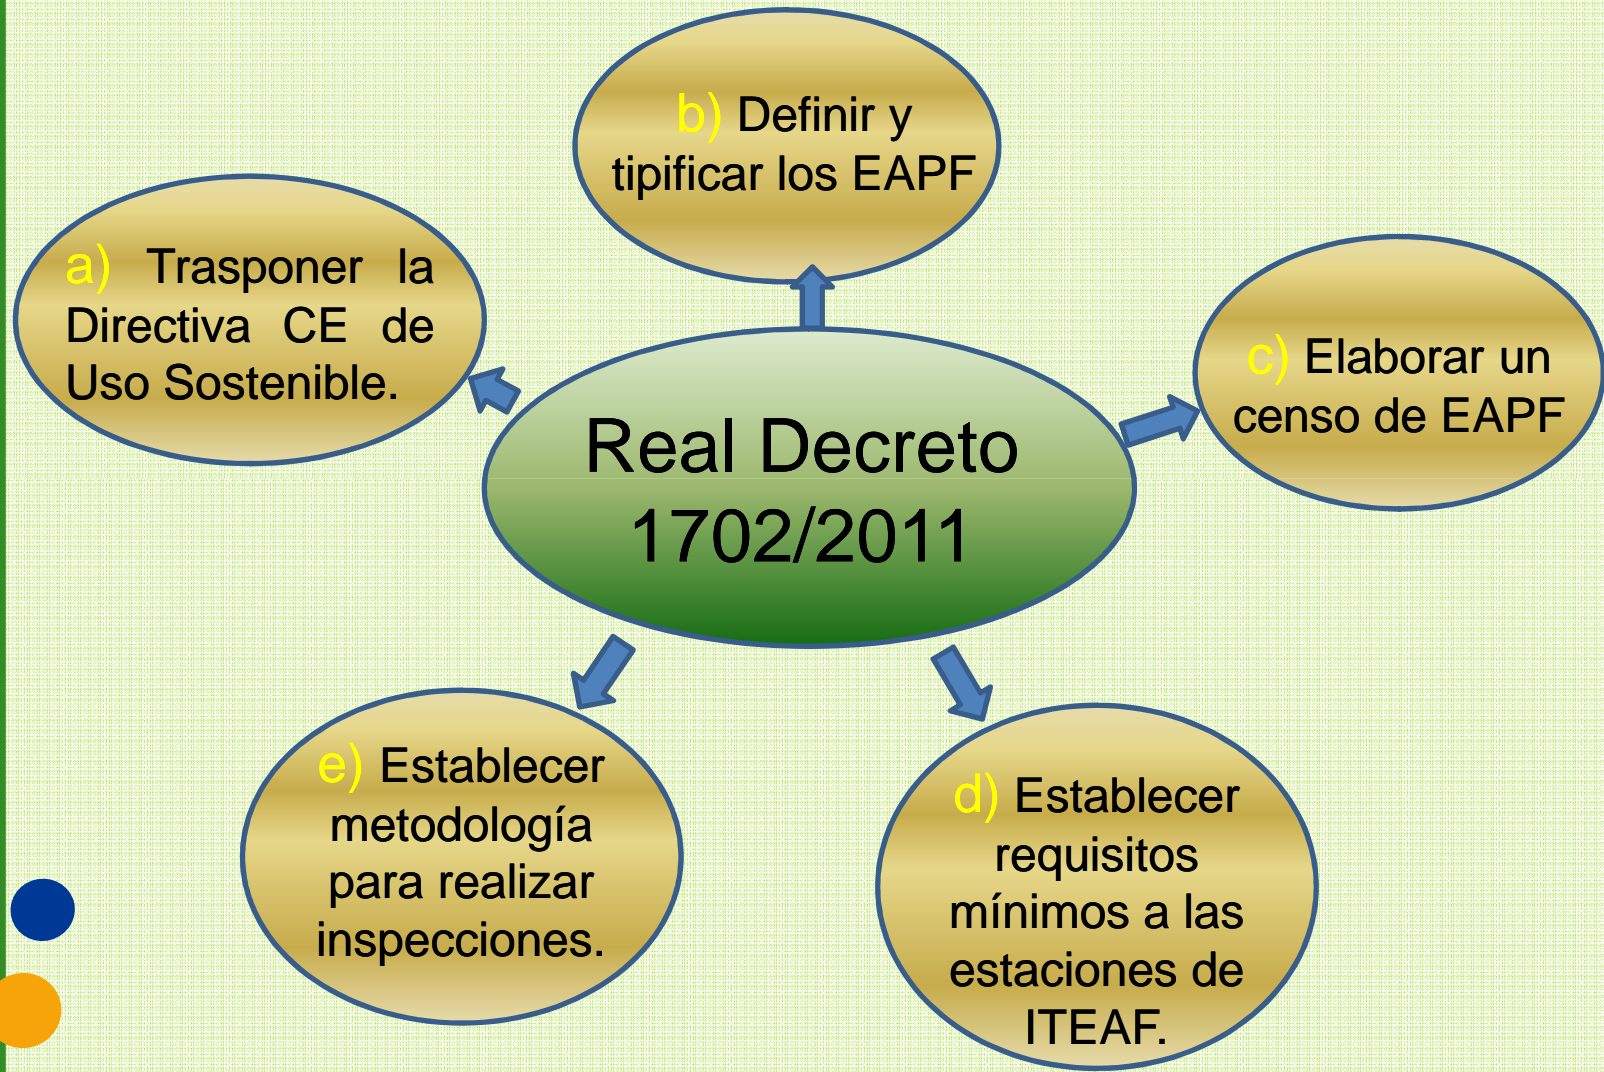 b) Definir y
tipificar los EAPF
a) Trasponer la
Directiva CE de
Uso Sostenible.
c) Elaborar un
censo de EAPF
Real Decreto
1702/2011
e) Establecer
metodología
para realizar
inspecciones.
d) Establecer
requisitos
mínimos a las
estaciones de
ITEAF.